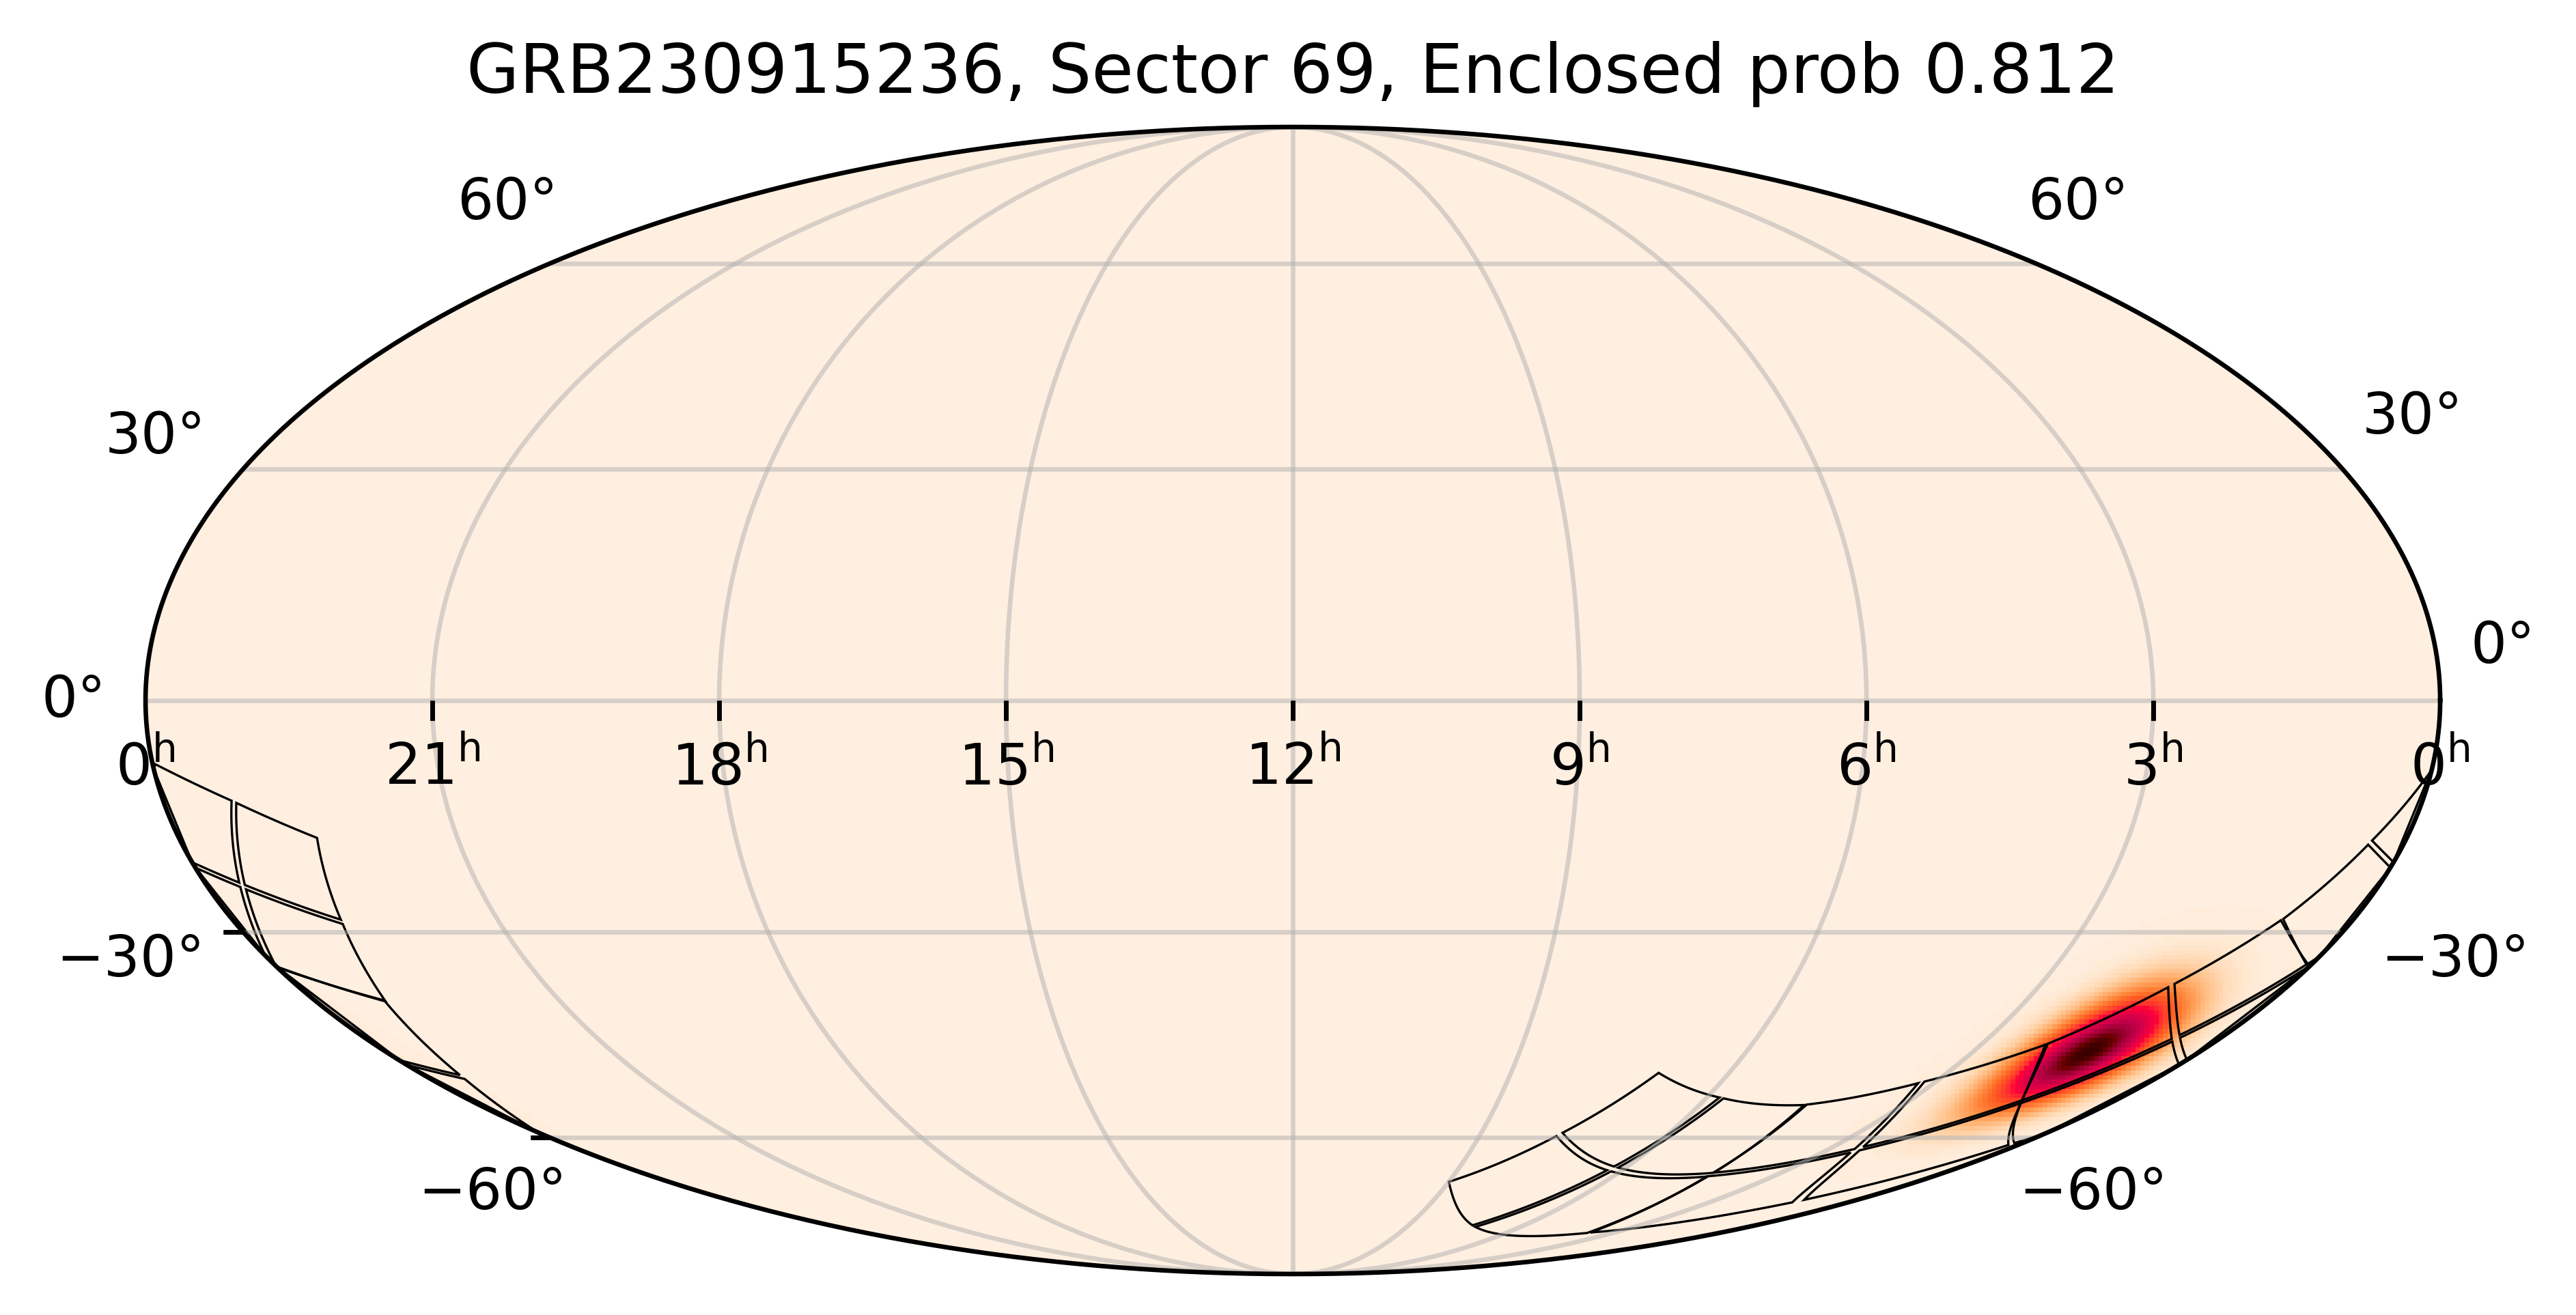 GRB230915236, Sector 69, Enclosed prob 0.812
60° 60°
30° 30°
0° 0°
0ʰ 21ʰ 18ʰ 15ʰ 12ʰ 9ʰ 6ʰ 3ʰ 0ʰ
−30° −30°
−60° −60°